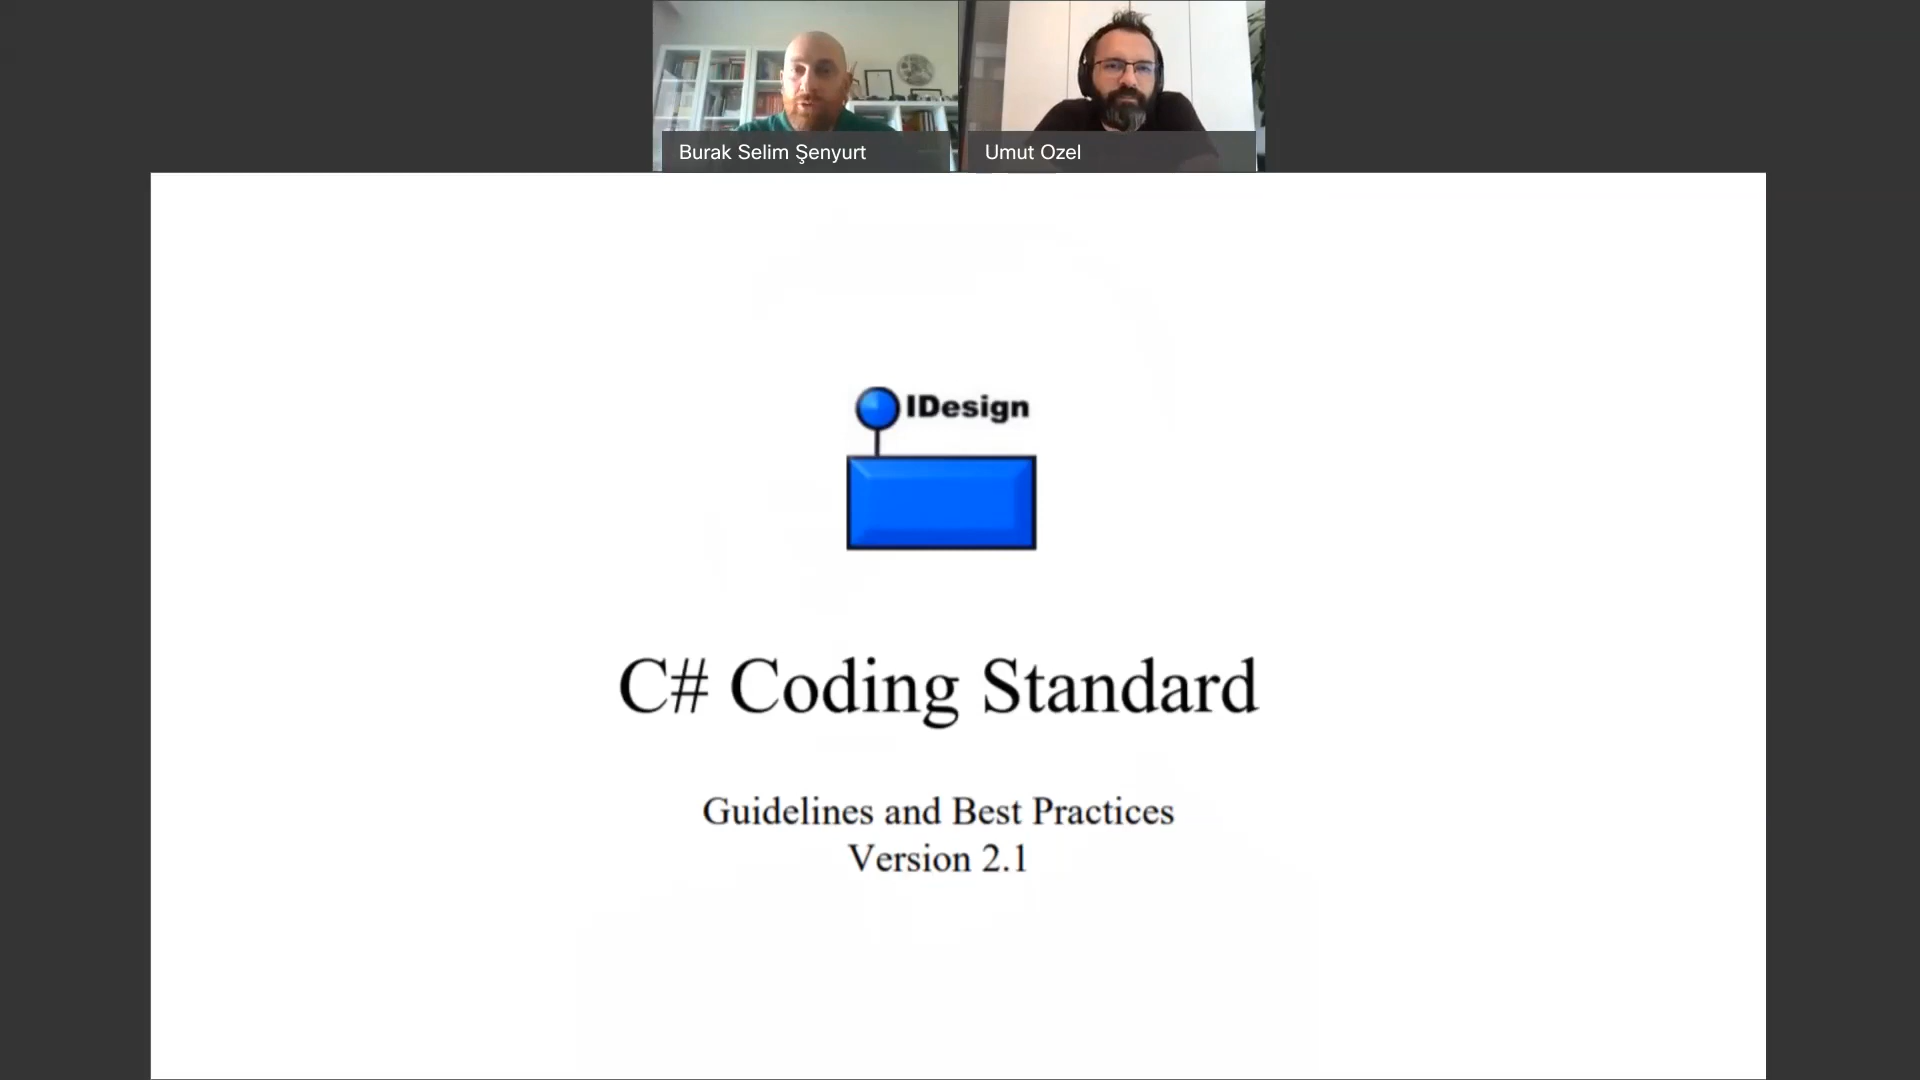 Burak Selim Şenyurt
Umut Ozel
IDesign
C# Coding Standard
Guidelines and Best Practices
Version 2.1